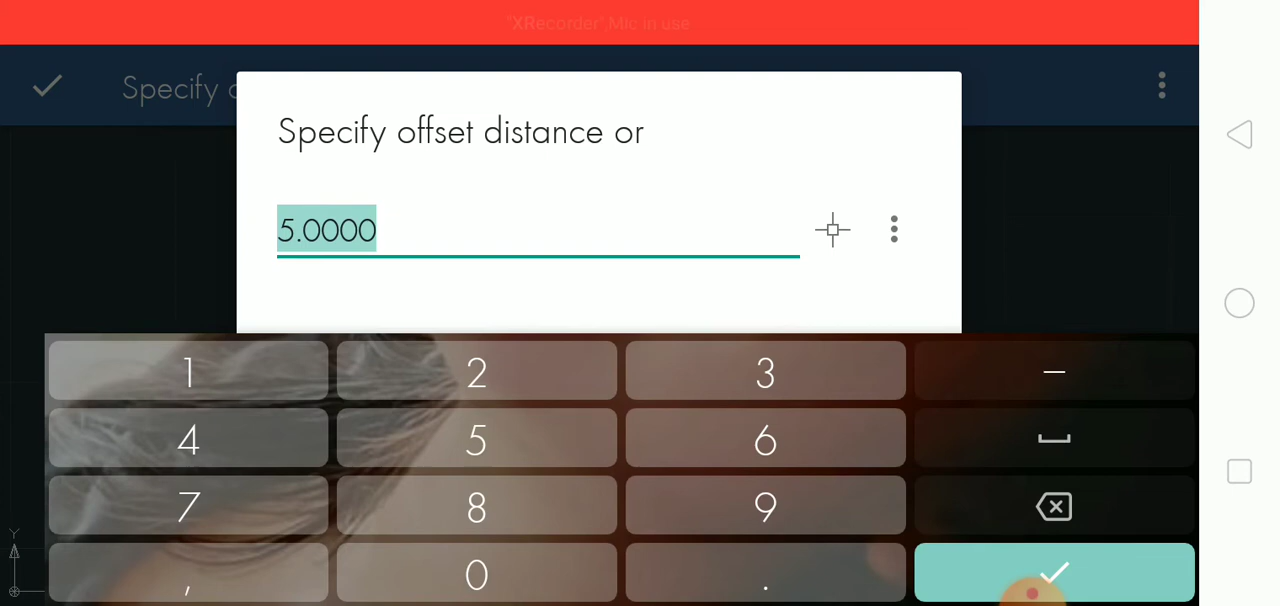 "XRecorder",Mic in use
Specify o
Specify offset distance or
5.0000
1 2 3 –
4 5 6
7 8 9
, 0 .
Y